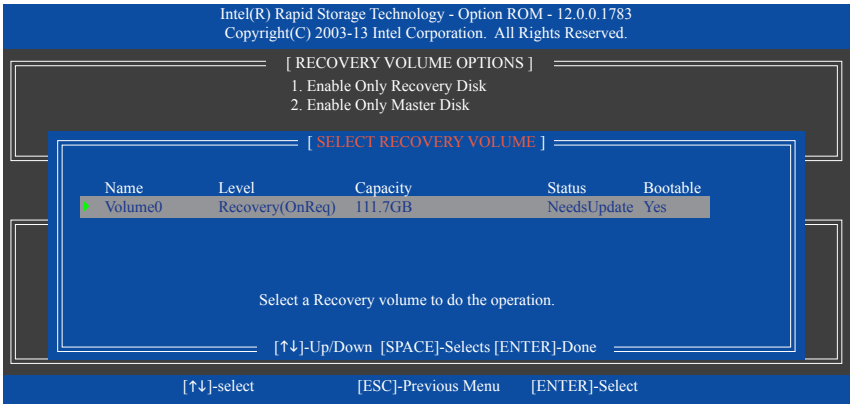 Intel(R) Rapid Storage Technology - Option ROM - 12.0.0.1783
Copyright(C) 2003-13 Intel Corporation. All Rights Reserved.
[ RECOVERY VOLUME OPTIONS ]
1. Enable Only Recovery Disk
2. Enable Only Master Disk
[ SELECT RECOVERY VOLUME ]
Name Level Capacity Status Bootable
Volume0 Recovery(OnReq) 111.7GB NeedsUpdate Yes
Select a Recovery volume to do the operation.
[↑↓]-Up/Down [SPACE]-Selects [ENTER]-Done
[↑↓]-select [ESC]-Previous Menu [ENTER]-Select